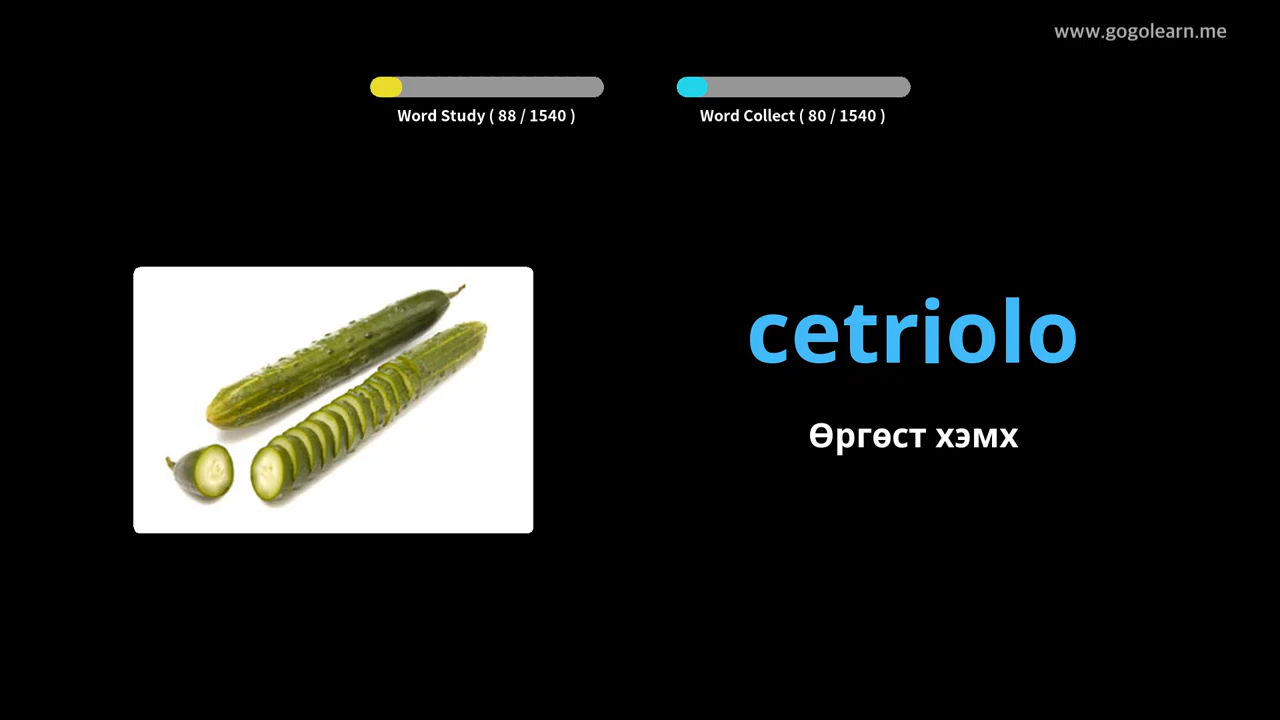 www.gogolearn.me
Word Study ( 88 / 1540 )
Word Collect ( 80 / 1540 )
cetriolo
Өргөст хэмх